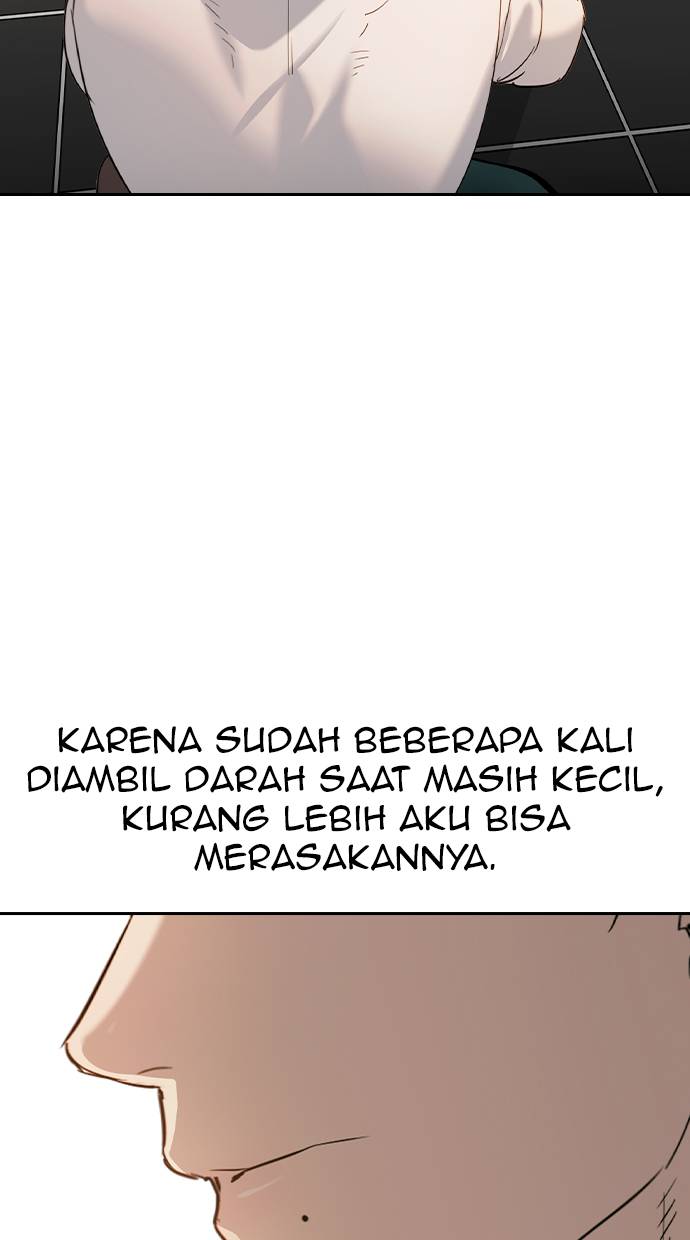 KARENA SUDAH BEBERAPA KALI
DIAMBIL DARAH SAAT MASIH KECIL,
KURANG LEBIH AKU BISA
MERASAKANNYA.